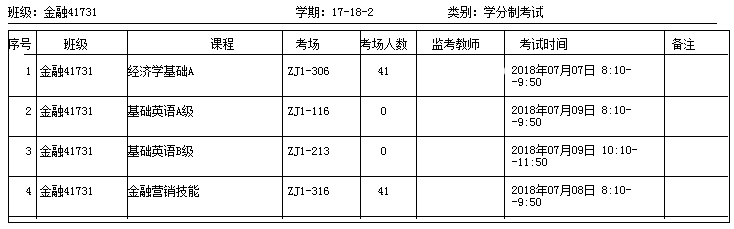 班级: 金融41731 学期: 17-18-2 类别: 学分制考试
序号 班级 课程 考场 考场人数 监考教师 考试时间 备注
1 金融41731 经济学基础A ZJ1-306 41 2018年07月07日 8:10-
-9:50
2 金融41731 基础英语A级 ZJ1-116 0 2018年07月09日 8:10-
-9:50
3 金融41731 基础英语B级 ZJ1-213 0 2018年07月09日 10:10-
-11:50
4 金融41731 金融营销技能 ZJ1-316 41 2018年07月08日 8:10-
-9:50